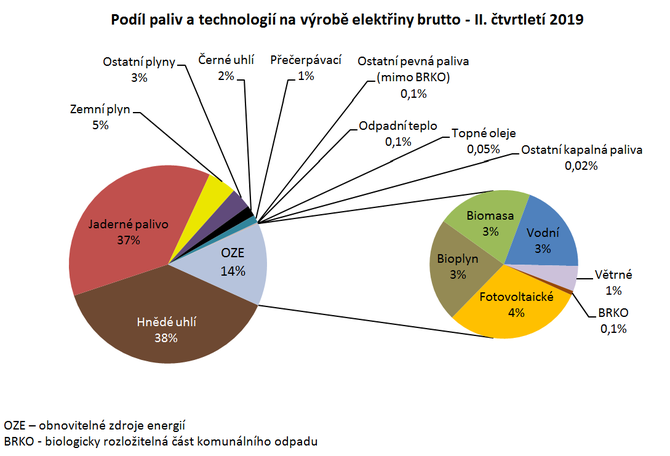 Podíl paliv a technologií na výrobě elektřiny brutto - II. čtvrtletí 2019
Ostatní plyny
3%
Černé uhlí
2%
Přečerpávací
1%
Ostatní pevná paliva
(mimo BRKO)
0,1%
Zemní plyn
5%
Odpadní teplo
0,1%
Topné oleje
0,05%
Ostatní kapalná paliva
0,02%
Jaderné palivo
37%
OZE
14%
Hnědé uhlí
38%
Biomasa
3%
Vodní
3%
Bioplyn
3%
Větrné
1%
Fotovoltaické
4%
BRKO
0,1%
OZE – obnovitelné zdroje energií
BRKO - biologicky rozložitelná část komunálního odpadu